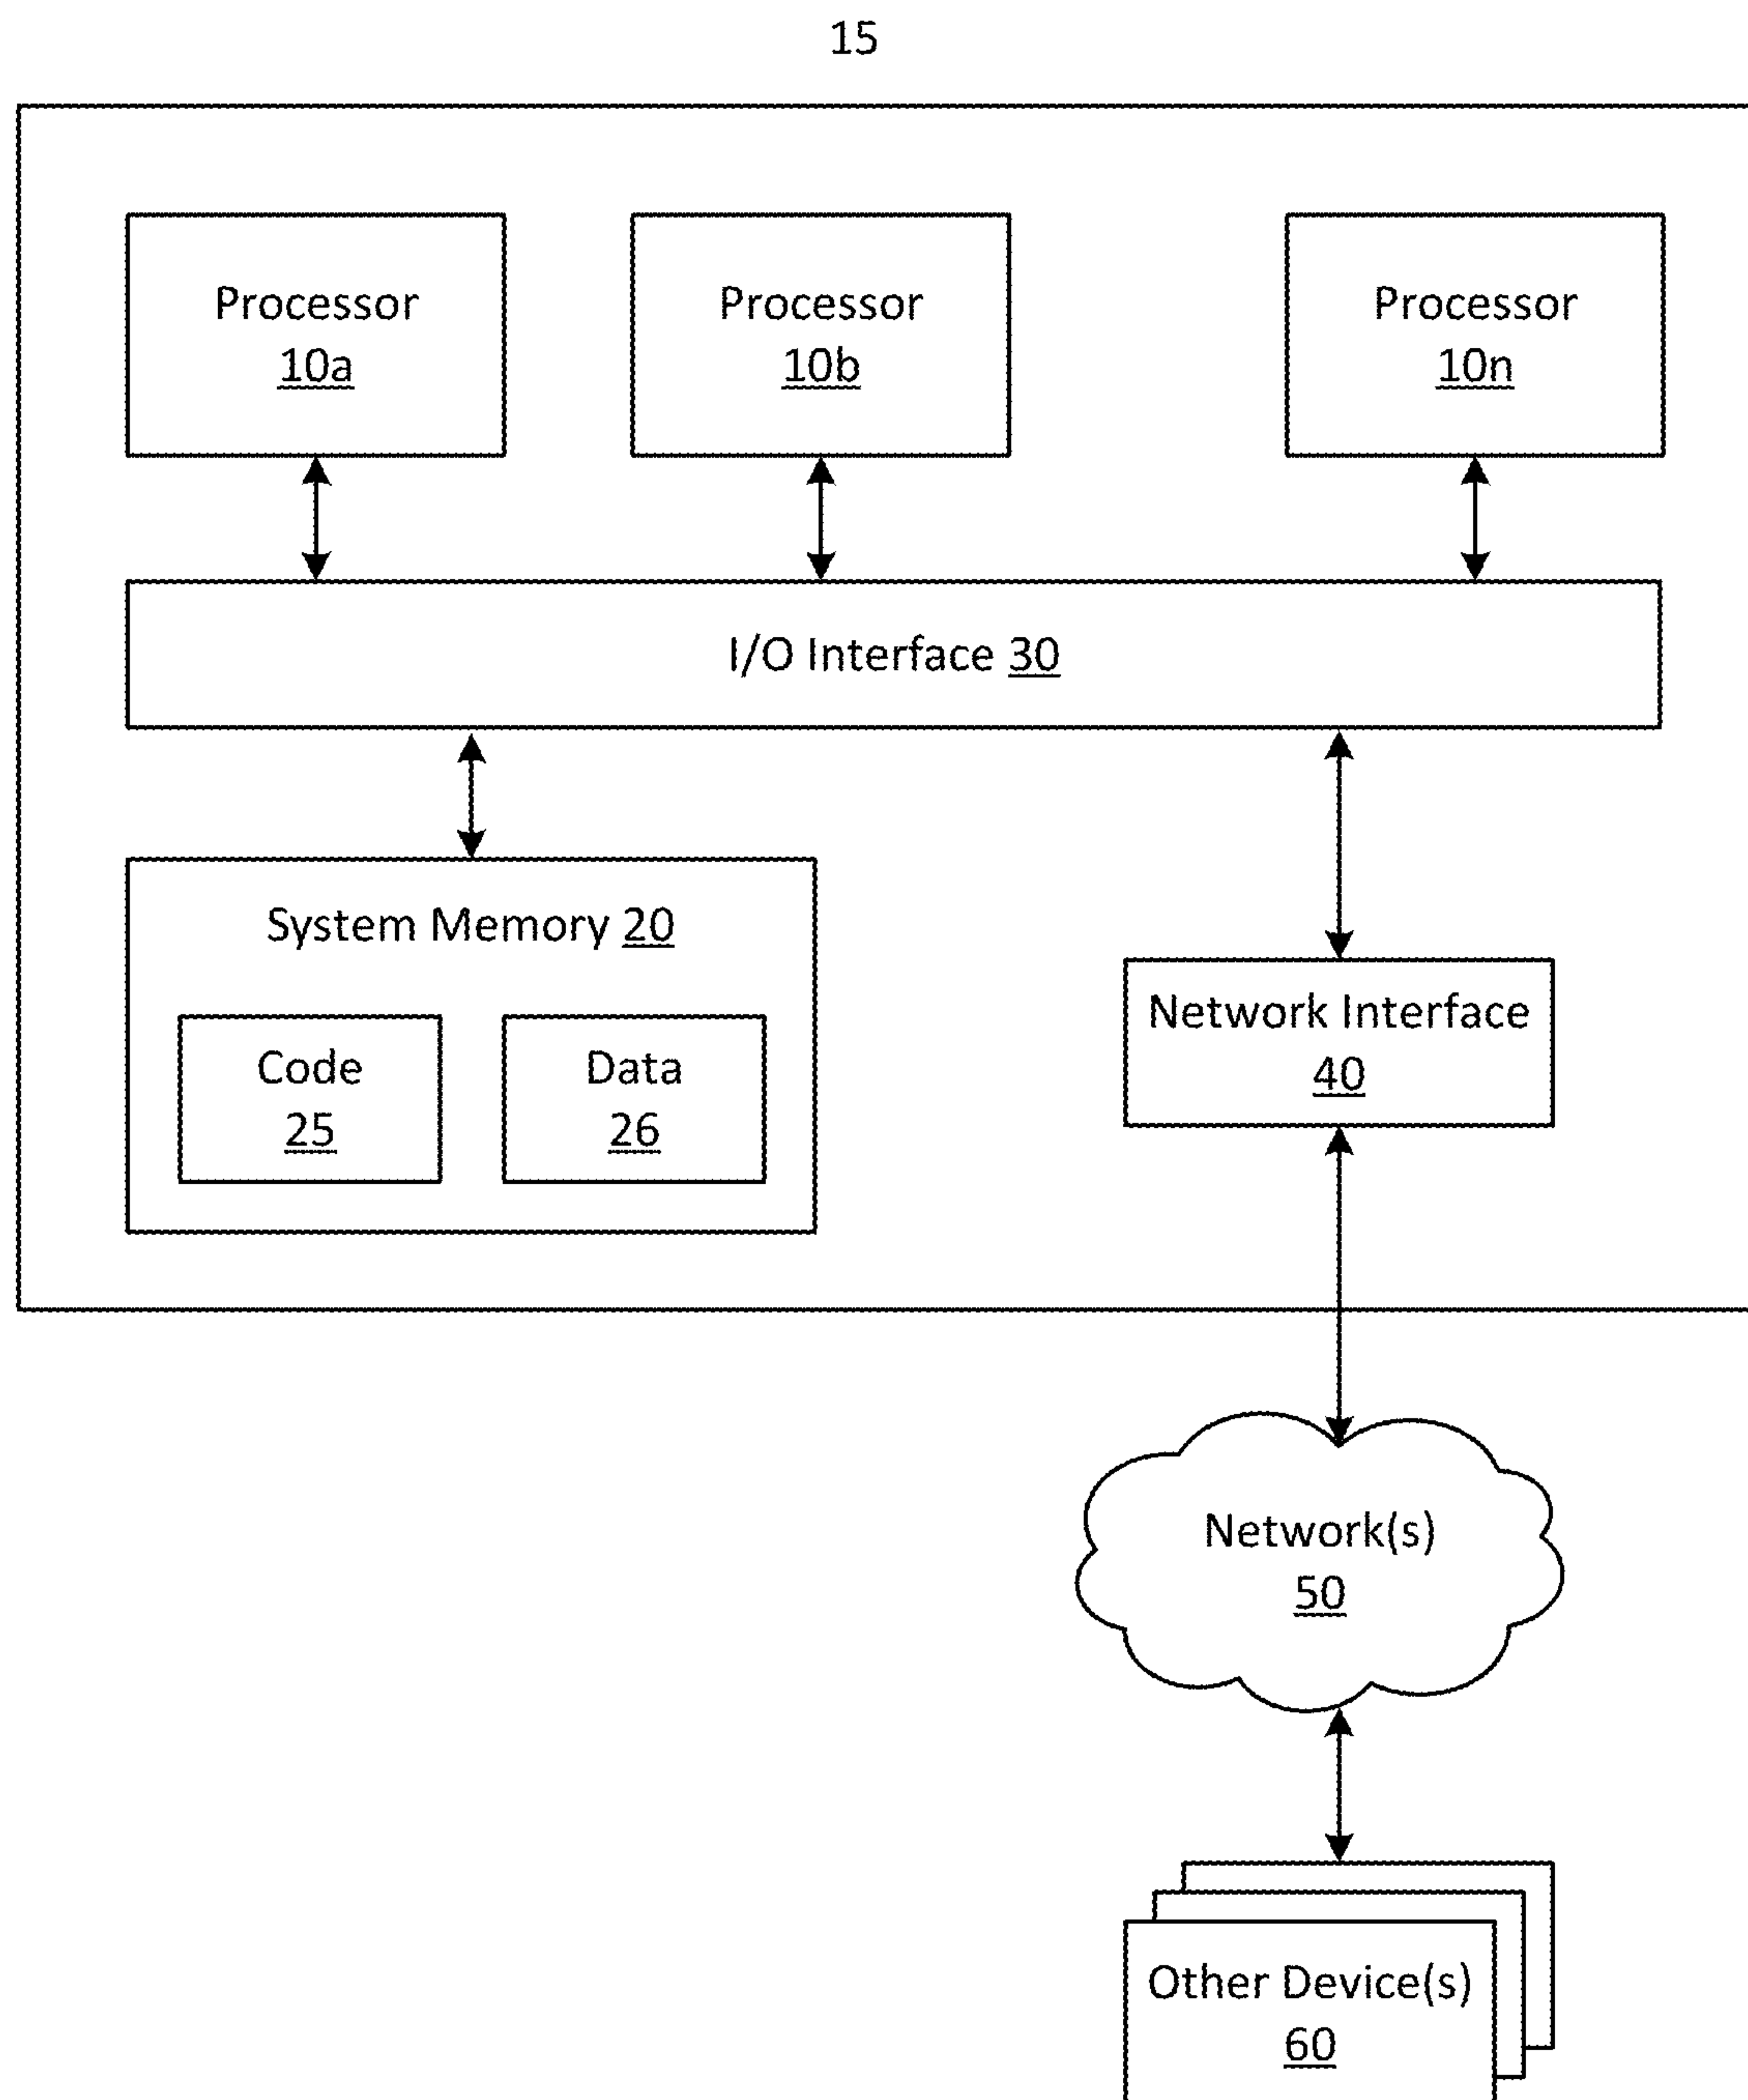 15
Processor
10a
Processor
10b
Processor
10n
I/O Interface 30
System Memory 20
Code
25
Data
26
Network Interface
40
Network(s)
50
Other Device(s)
60